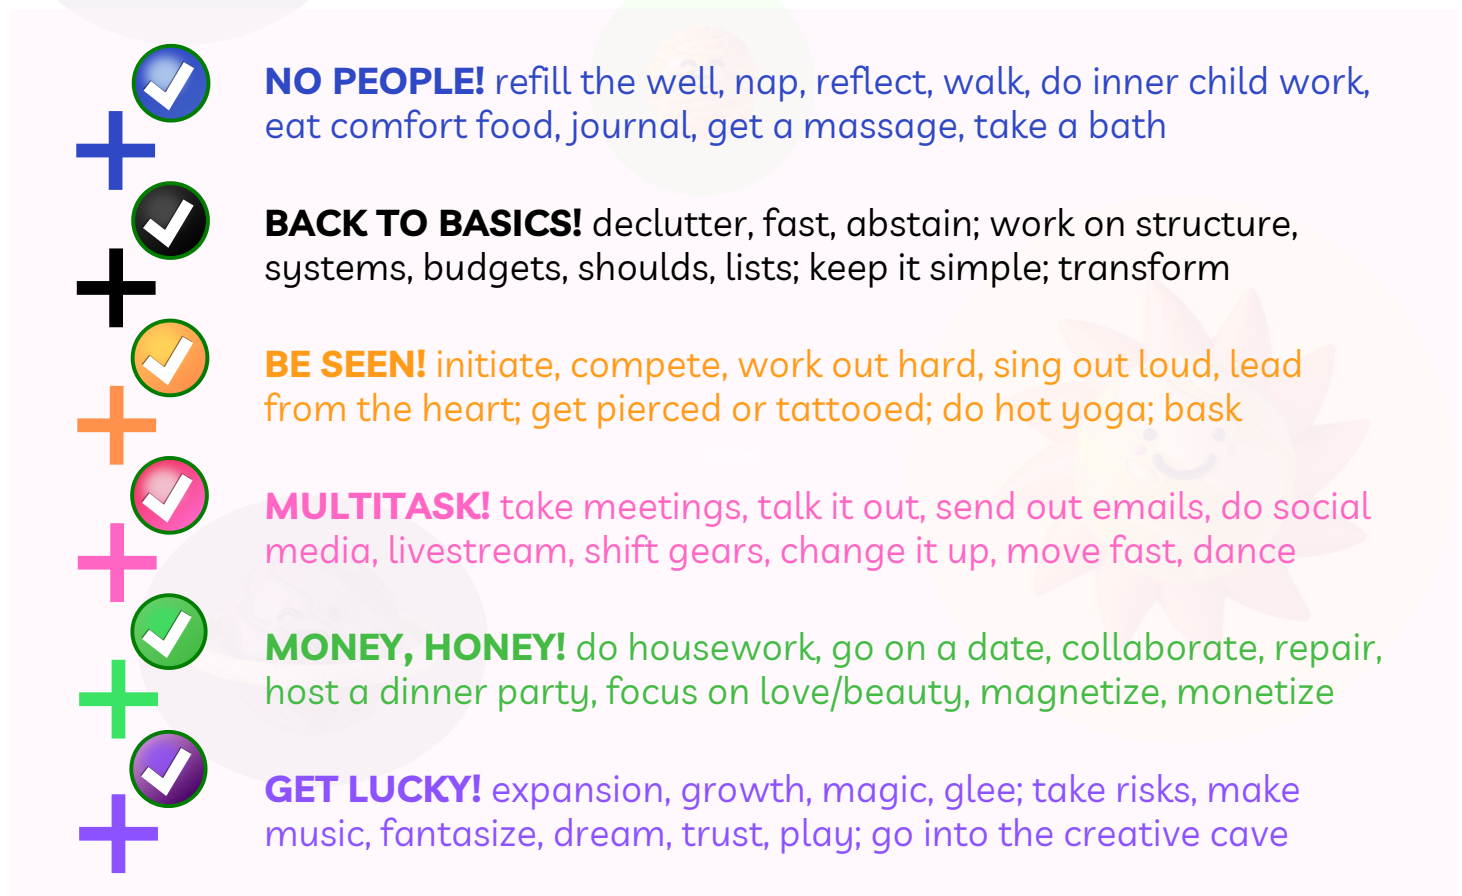 NO PEOPLE! refill the well, nap, reflect, walk, do inner child work,
eat comfort food, journal, get a massage, take a bath
BACK TO BASICS! declutter, fast, abstain; work on structure,
systems, budgets, shoulds, lists; keep it simple; transform
BE SEEN! initiate, compete, work out hard, sing out loud, lead
from the heart; get pierced or tattooed; do hot yoga; bask
MULTITASK! take meetings, talk it out, send out emails, do social
media, livestream, shift gears, change it up, move fast, dance
MONEY, HONEY! do housework, go on a date, collaborate, repair,
host a dinner party, focus on love/beauty, magnetize, monetize
GET LUCKY! expansion, growth, magic, glee; take risks, make
music, fantasize, dream, trust, play; go into the creative cave